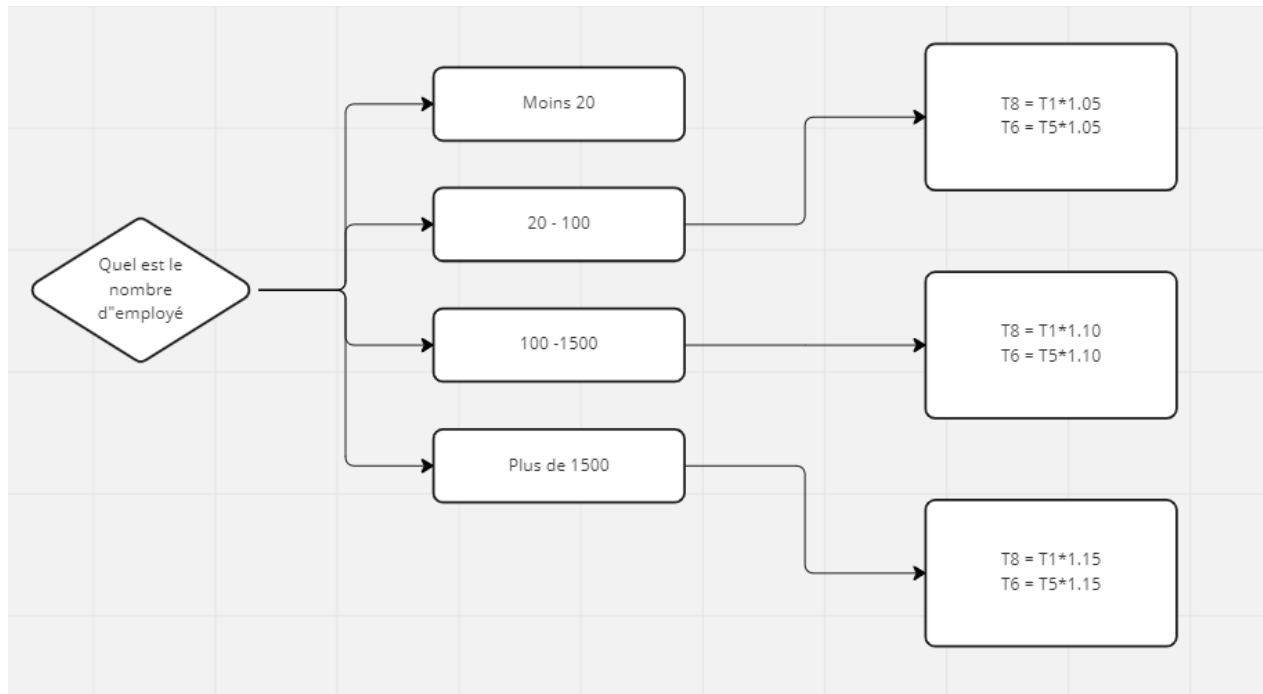 Quel est le
nombre
d"employé
Moins 20
20 - 100
100 -1500
Plus de 1500
T8 = T1*1.05
T6 = T5*1.05
T8 = T1*1.10
T6 = T5*1.10
T8 = T1*1.15
T6 = T5*1.15